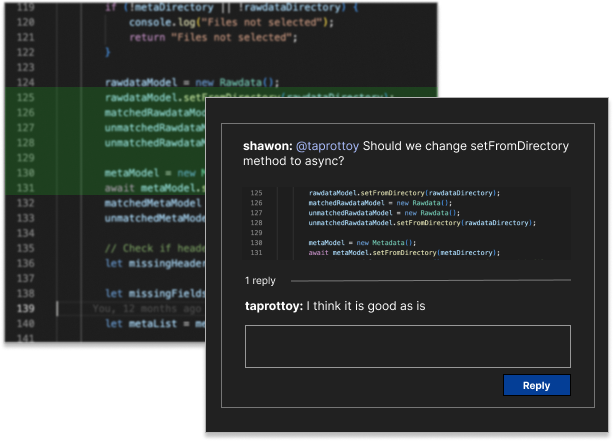 119 if (!metaDirectory || !rawdataDirectory) {
120 console.log("Files not selected");
121 return "Files not selected";
122 }
123
124 rawdataModel = new Rawdata();
125 rawdataModel.setFromDirectory(rawdataDirectory);
126 matchedRawdataMod
127 unmatchedRawdataM
128 unmatchedRawdataM
129
130 metaModel = new M
131 await metaModel.s
132 matchedMetaModel
133 unmatchedMetaMode
134
135 // Check if heade
136 let missingHeader
137
138 let missingFields
139 You, 12 months ago
140 let metaList = me
141
shawon: @taprottoy Should we change setFromDirectory
method to async?
125 rawdataModel.setFromDirectory(rawdataDirectory);
126 matchedRawdataModel = new Rawdata();
127 unmatchedRawdataModel = new Rawdata();
128 unmatchedRawdataModel.setFromDirectory(rawdataDirectory);
129
130 metaModel = new Metadata();
131 await metaModel.setFromDirectory(metaDirectory);
1 reply
taprottoy: I think it is good as is
Reply